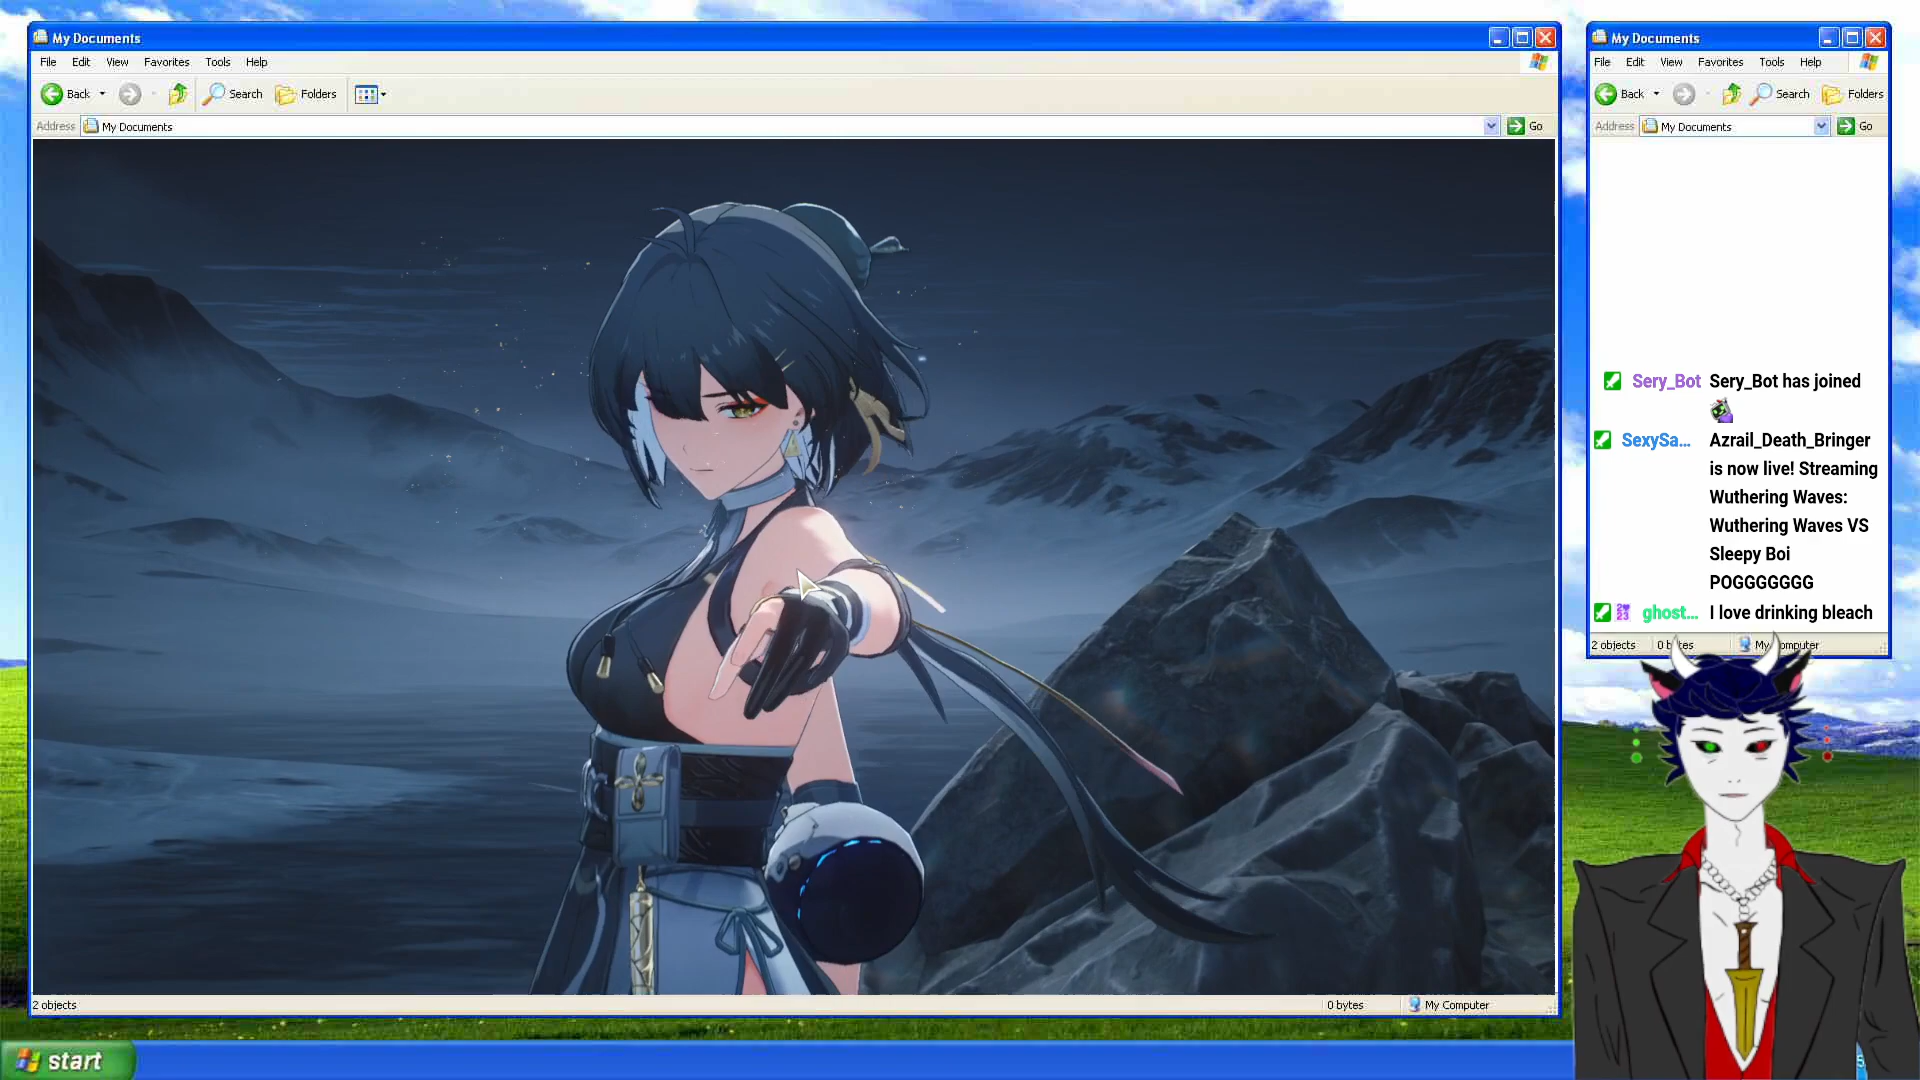 My Documents
File Edit View Favorites Tools Help
Back Search Folders
Address My Documents Go
2 objects 0 bytes My Computer
My Documents
File Edit View Favorites Tools Help
Back Search Folders
Address My Documents Go
Sery_Bot Sery_Bot has joined
SexySa... Azrail_Death_Bringer
is now live! Streaming
Wuthering Waves:
Wuthering Waves VS
Sleepy Boi
POGGGGGGG
ghost... I love drinking bleach
2 objects
start